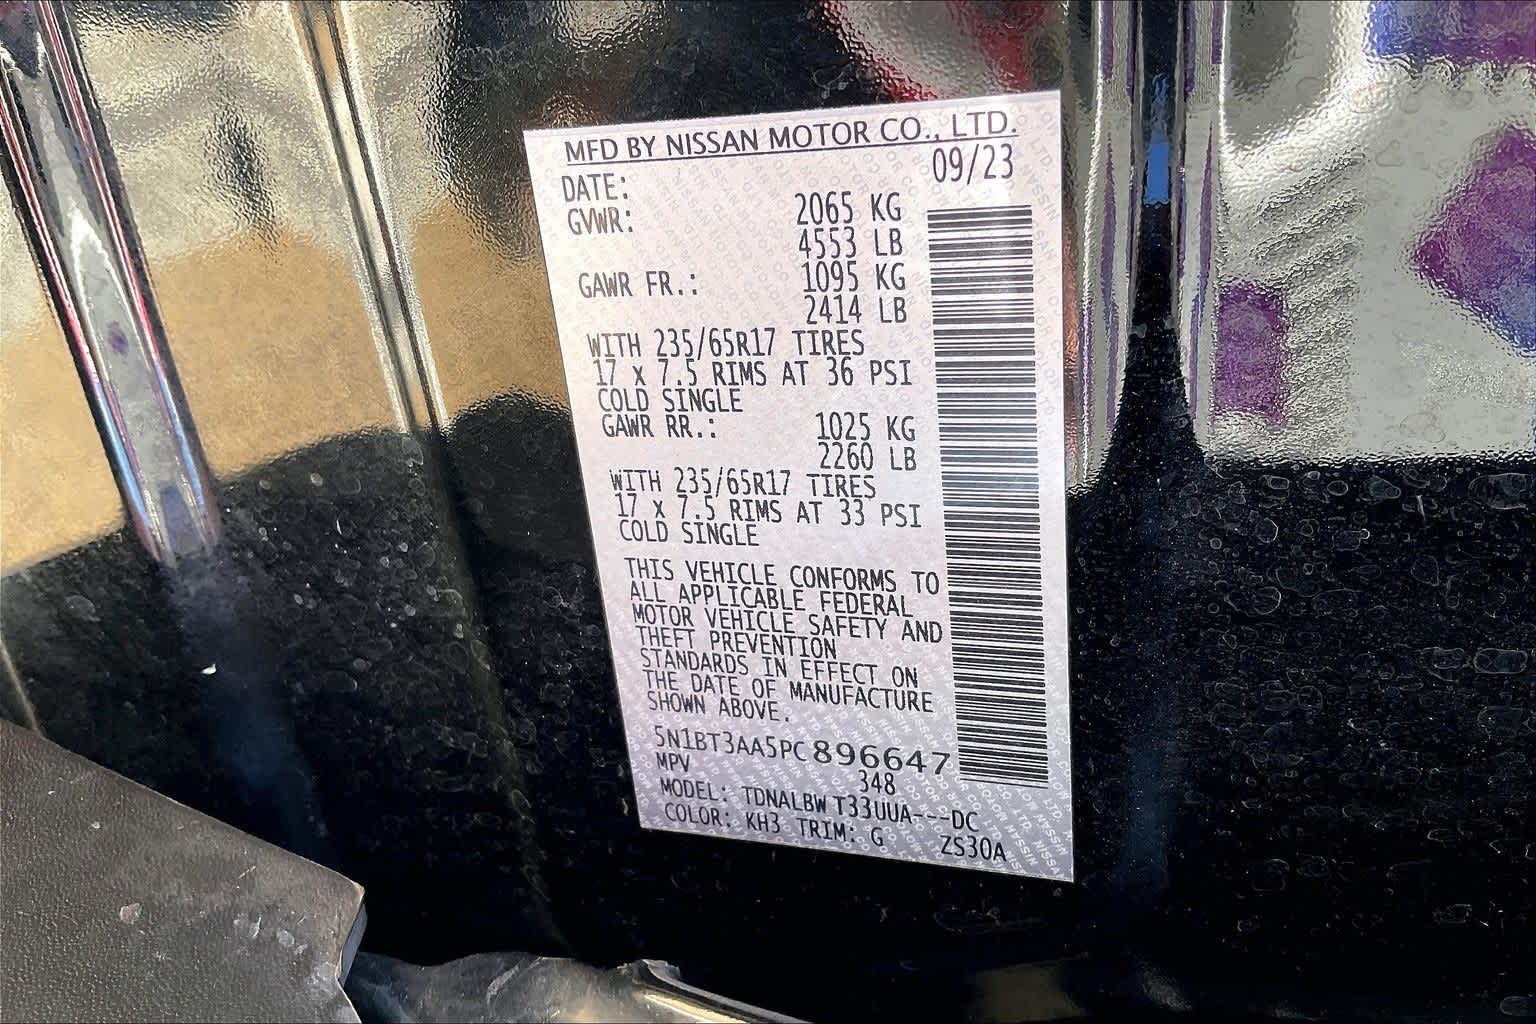 MFD BY NISSAN MOTOR CO., LTD.
DATE: 09/23
GVWR: 2065 KG
4553 LB
GAWR FR.: 1095 KG
2414 LB
WITH 235/65R17 TIRES
17 x 7.5 RIMS AT 36 PSI
COLD SINGLE
GAWR RR.: 1025 KG
2260 LB
WITH 235/65R17 TIRES
17 x 7.5 RIMS AT 33 PSI
COLD SINGLE
THIS VEHICLE CONFORMS TO
ALL APPLICABLE FEDERAL
MOTOR VEHICLE SAFETY AND
THEFT PREVENTION
STANDARDS IN EFFECT ON
THE DATE OF MANUFACTURE
SHOWN ABOVE.
5N1BT3AA5PC896647
MPV 348
MODEL: TDNALBW T33UUA---DC
COLOR: KH3 TRIM: G ZS30A